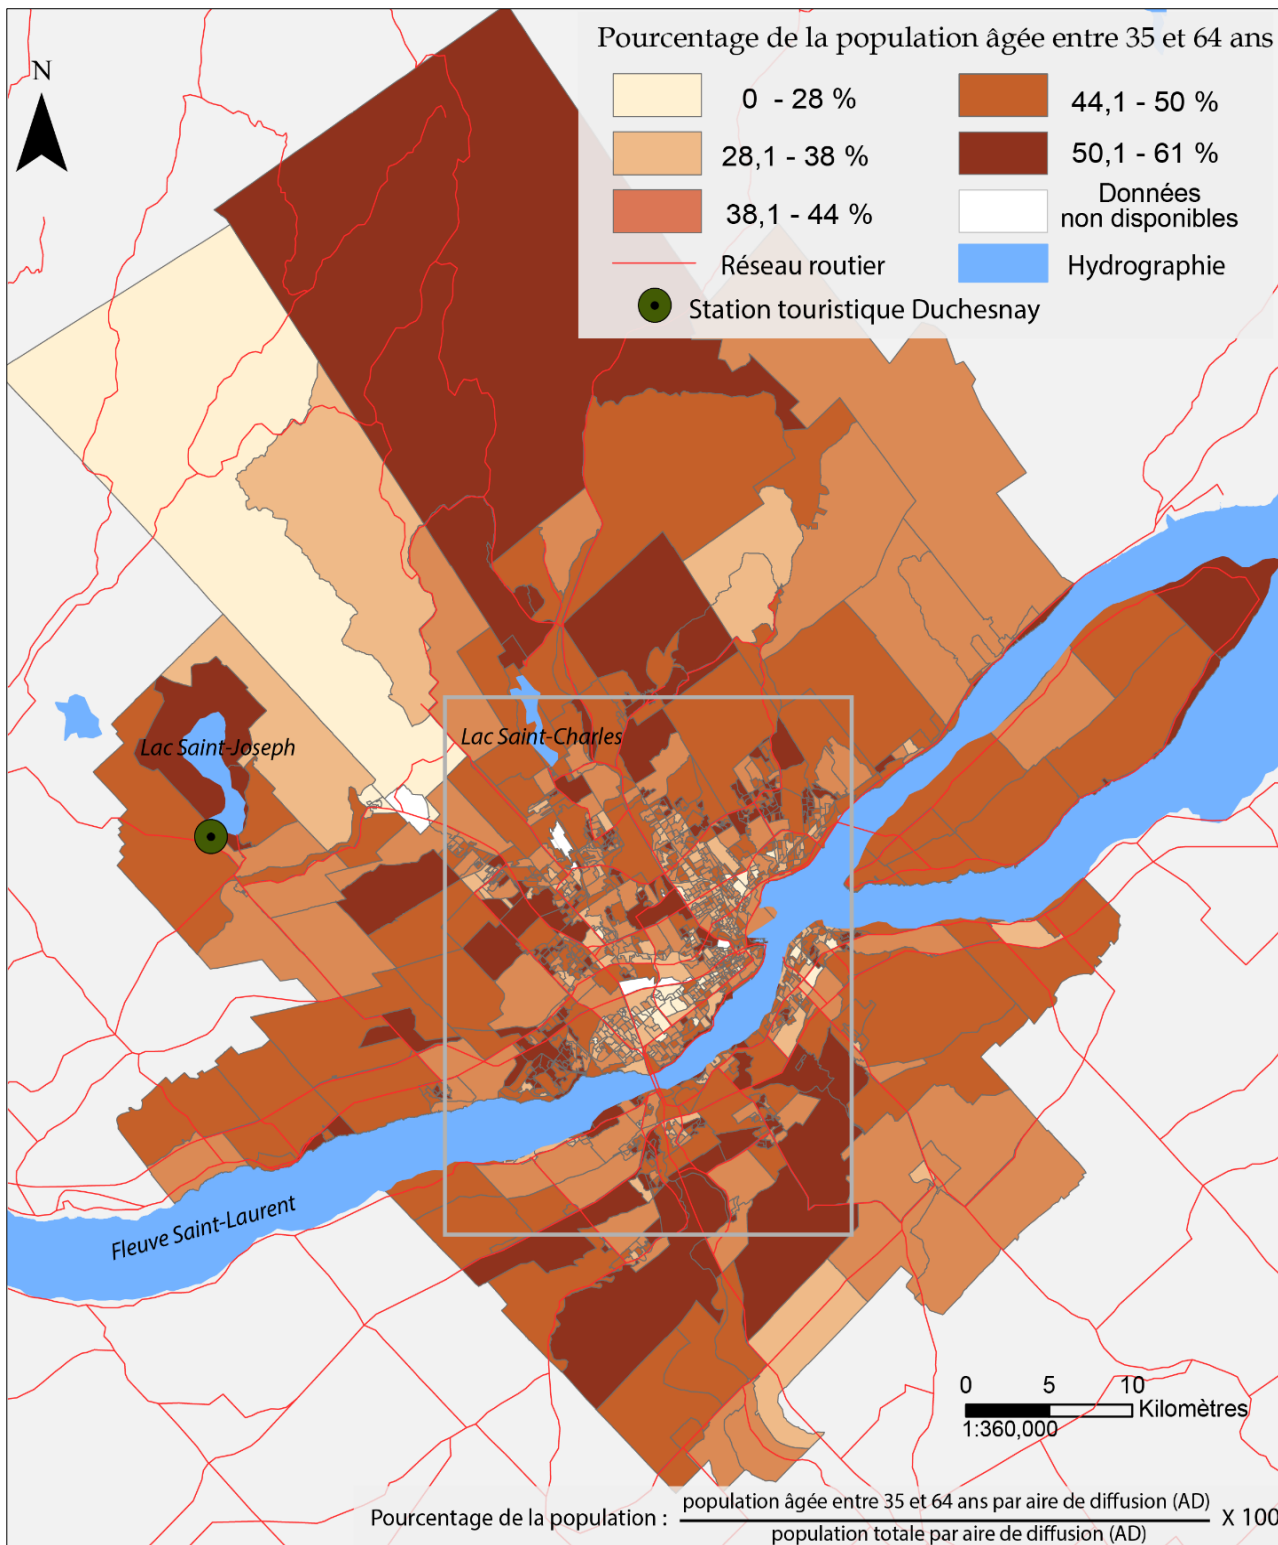 Pourcentage de la population âgée entre 35 et 64 ans
N
0 - 28 %
44,1 - 50 %
28,1 - 38 %
50,1 - 61 %
38,1 - 44 %
Données
non disponibles
Réseau routier
Hydrographie
Station touristique Duchesnay
Lac Saint-Joseph
Lac Saint-Charles
Fleuve Saint-Laurent
0 5 10
Kilomètres
1:360,000
Pourcentage de la population : population âgée entre 35 et 64 ans par aire de diffusion (AD) X 100
population totale par aire de diffusion (AD)